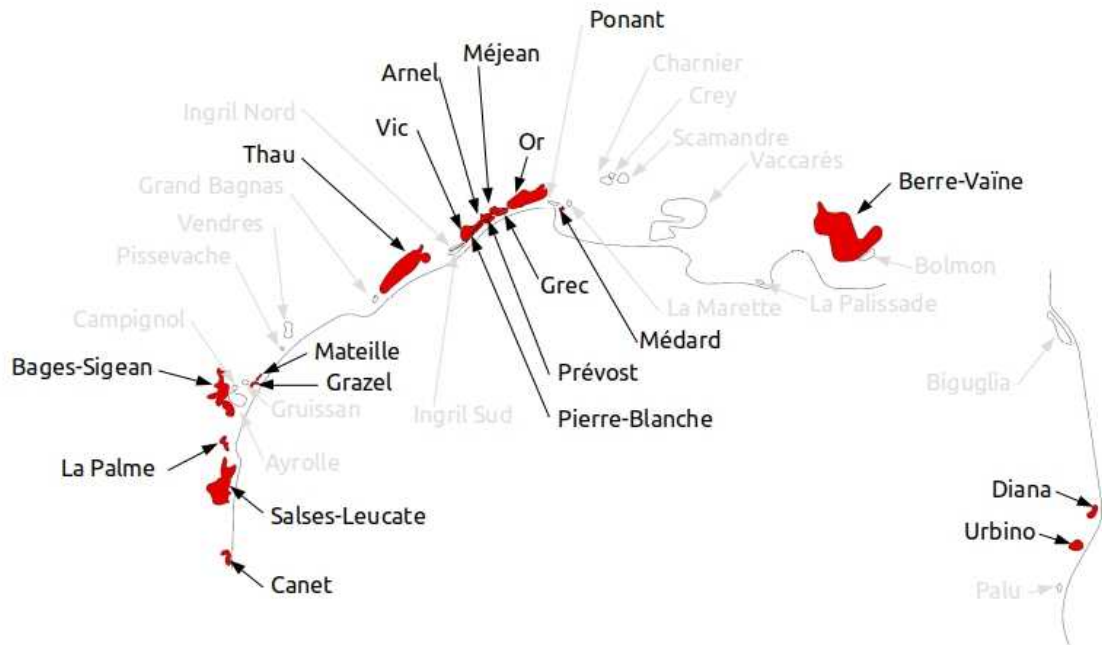 Ponant
Méjean
Charnier
Arnel
Crey
Ingril Nord
Vic
Scamandre
Or
Thau
Vaccarés
Grand Bagnas
Berre-Vaïne
Vendres
Pissevache
Bolmon
Grec
La Marette
La Palissade
Campignol
Médard
Mateille
Bages-Sigean
Prévost
Grazel
Biguglia
Gruissan
Ingril Sud
Pierre-Blanche
Ayrolle
La Palme
Diana
Salses-Leucate
Urbino
Canet
Palu